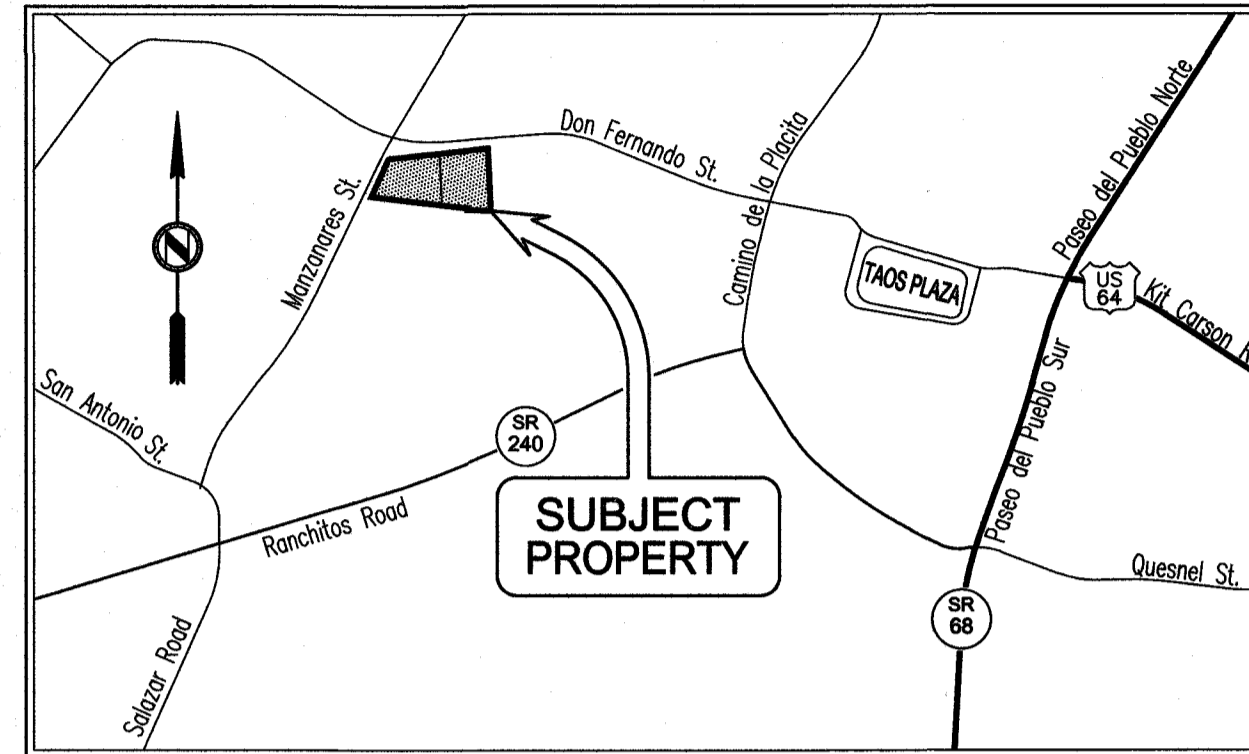 Paseo del Pueblo Norte
Don Fernando St.
Camino de la Placita
Manzanares St.
N
TAOS PLAZA
US
64
Kit Carson R
San Antonio St.
SR
240
Paseo del Pueblo Sur
Ranchitos Road
SUBJECT
PROPERTY
Quesnel St.
SR
68
Salazar Road